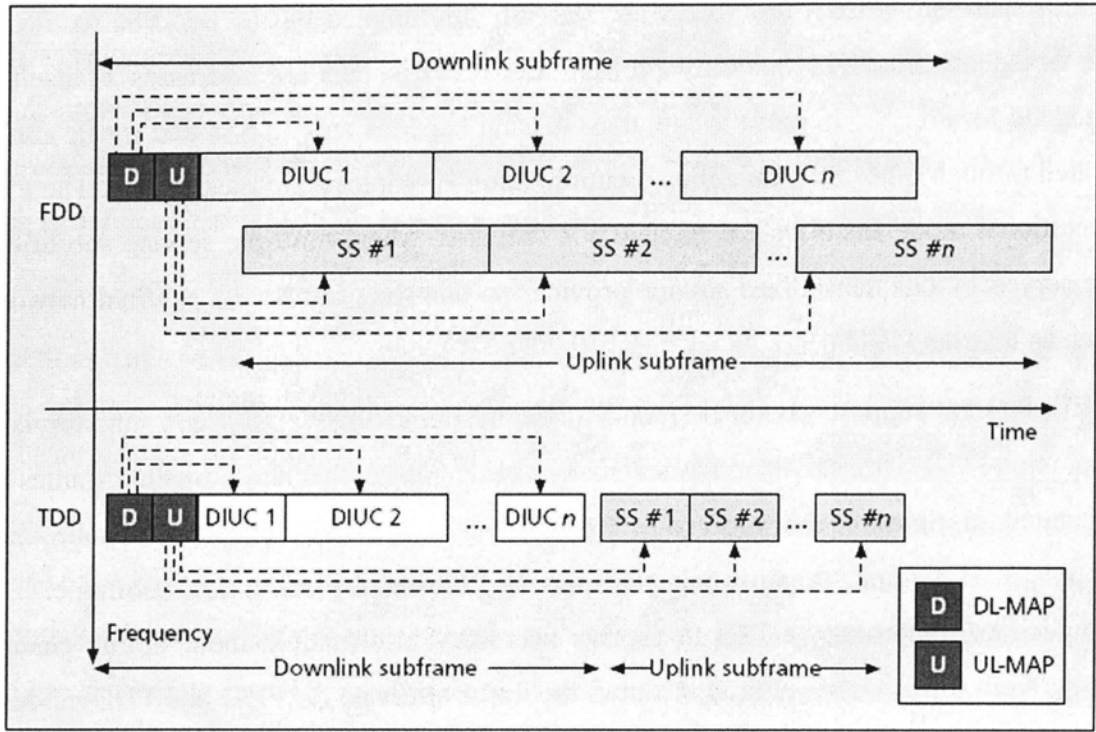 Downlink subframe
D U DIUC 1 DIUC 2 ... DIUC n
FDD
SS #1 SS #2 ... SS #n
Uplink subframe
Time
TDD D U DIUC 1 DIUC 2 ... DIUC n SS #1 SS #2 ... SS #n
D DL-MAP
Frequency
Downlink subframe Uplink subframe
U UL-MAP